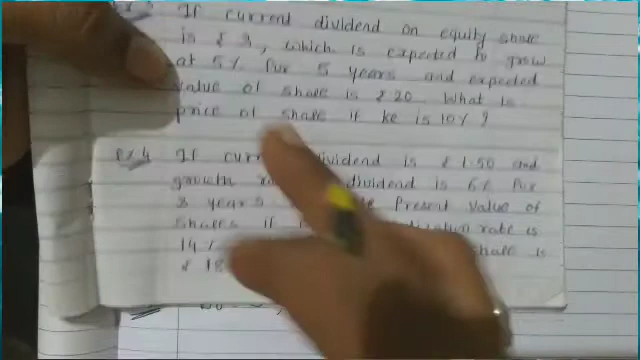 If current dividend on equity share
is ₹ 3, which is expected to grow
at 5% for 5 years and expected
value of share is ₹ 20 What is
price of share if ke is 10% ?
4 If dividend is ₹ 1.50 and
growth dividend is 6% for
3 years Present value of
shares if rate is
14% share is
₹ 18